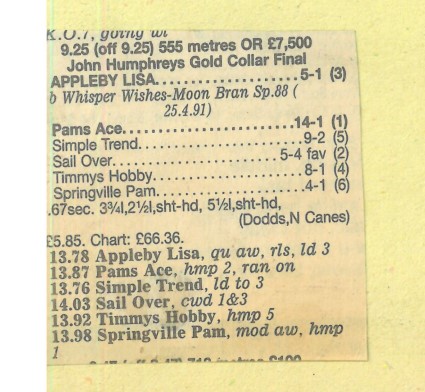 K.O.7, going wl
9.25 (off 9.25) 555 metres OR £7,500
John Humphreys Gold Collar Final
APPLEBY LISA..................5-1 (3)
b Whisper Wishes-Moon Bran Sp.88 (
25.4.91)
Pams Ace......................14-1 (1)
Simple Trend....................9-2 (5)
Sail Over.....................5-4 fav (2)
Timmys Hobby..................8-1 (4)
Springville Pam.................4-1 (6)
.67sec. 3¾l,2½l,sht-hd, 5½l,sht-hd,
(Dodds,N Canes)
£5.85. Chart: £66.36.
13.78 Appleby Lisa, qu aw, rls, ld 3
13.87 Pams Ace, hmp 2, ran on
13.76 Simple Trend, ld to 3
14.03 Sail Over, cwd 1&3
13.92 Timmys Hobby, hmp 5
13.98 Springville Pam, mod aw, hmp
1